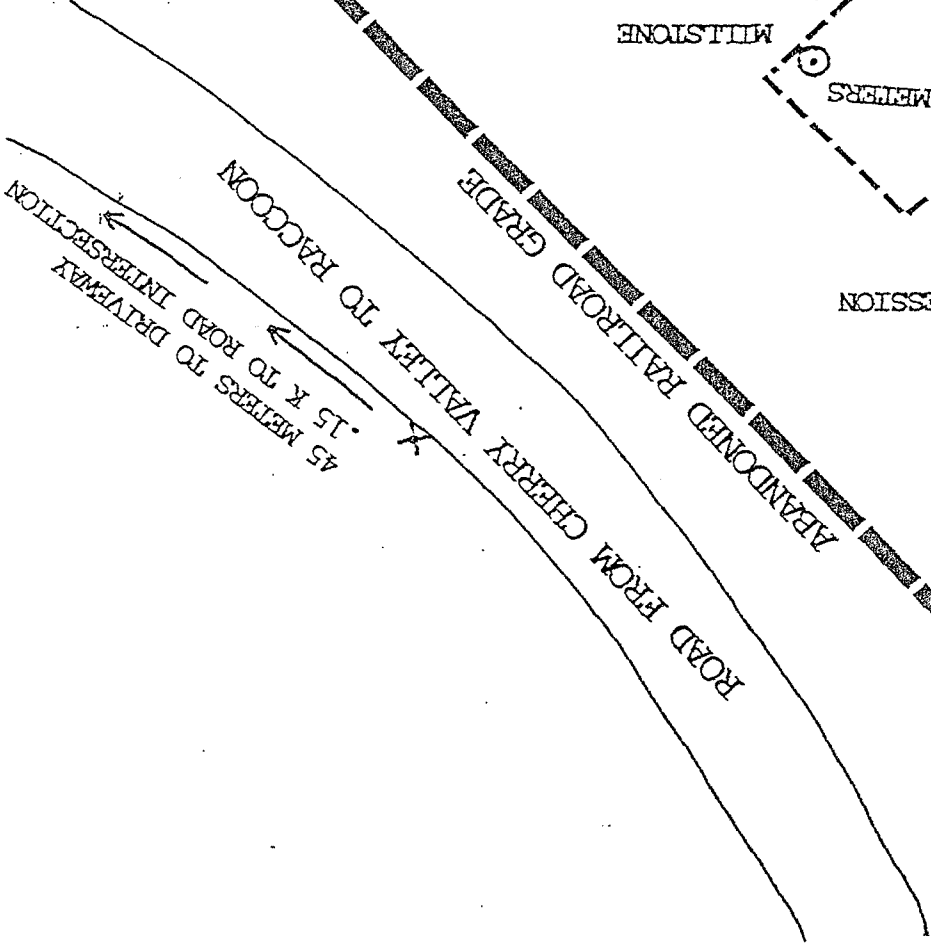 MILLSTONE
METERS
ABANDONED RAILROAD GRADE
ROAD FROM CHERRY VALLEY TO RACCOON
45 METERS TO DRIVEWAY
.15 K TO ROAD INTERSECTION